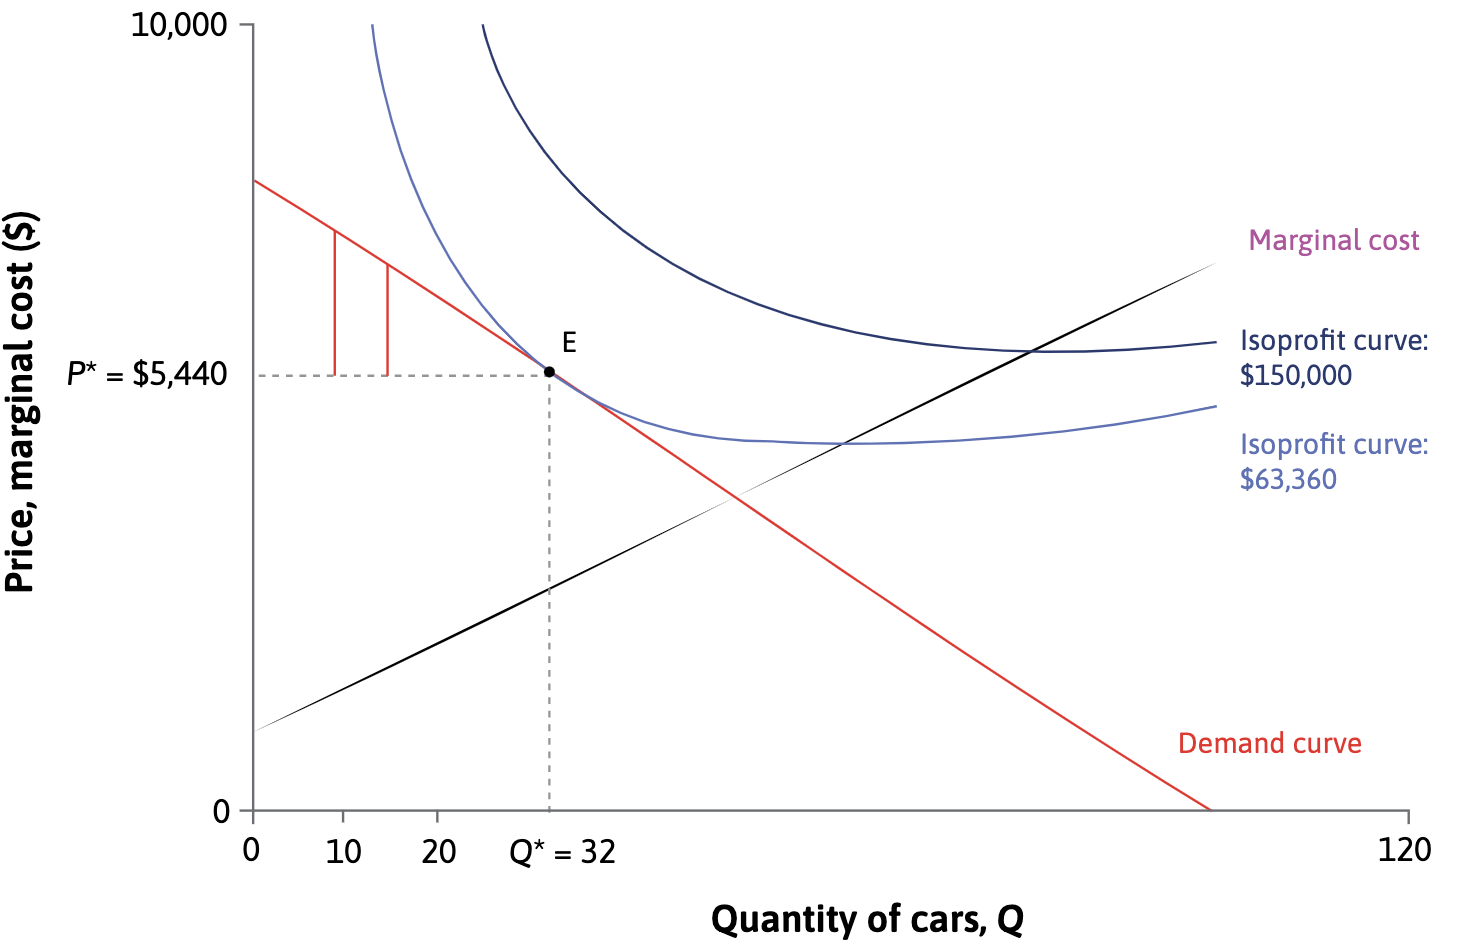 10,000
Price, marginal cost ($)
Marginal cost
E
Isoprofit curve:
$150,000
P* = $5,440
Isoprofit curve:
$63,360
Demand curve
0
0
10
20
Q* = 32
120
Quantity of cars, Q